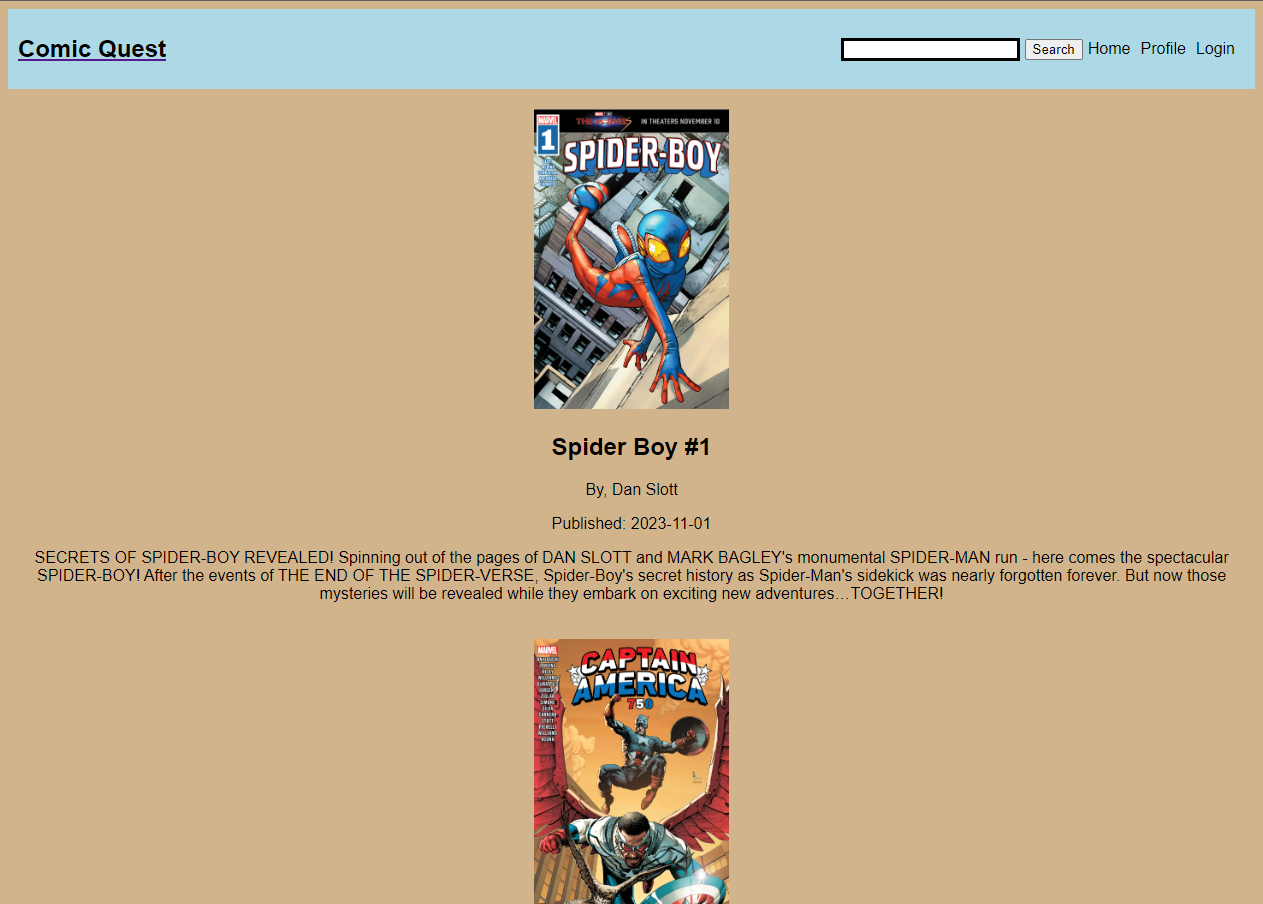 Comic Quest
Search Home Profile Login
MARVEL
IN THEATERS NOVEMBER 10
1
SPIDER-BOY
Spider Boy #1
By, Dan Slott
Published: 2023-11-01
SECRETS OF SPIDER-BOY REVEALED! Spinning out of the pages of DAN SLOTT and MARK BAGLEY's monumental SPIDER-MAN run - here comes the spectacular
SPIDER-BOY! After the events of THE END OF THE SPIDER-VERSE, Spider-Boy's secret history as Spider-Man's sidekick was nearly forgotten forever. But now those
mysteries will be revealed while they embark on exciting new adventures…TOGETHER!
MARVEL
CAPTAIN
AMERICA
750